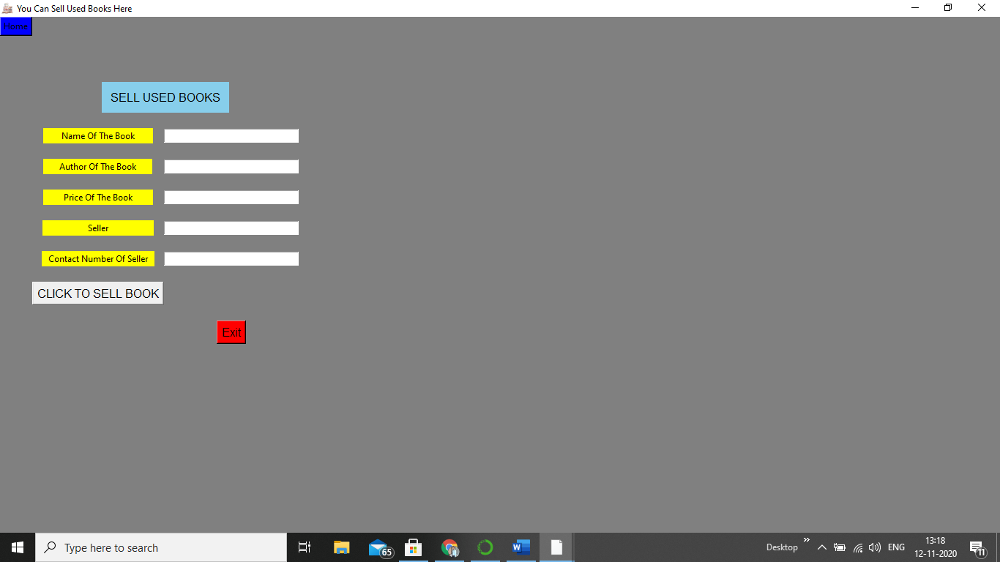 You Can Sell Used Books Here
Home
SELL USED BOOKS
Name Of The Book
Author Of The Book
Price Of The Book
Seller
Contact Number Of Seller
CLICK TO SELL BOOK
Exit
Type here to search
65
W
Desktop
ENG
13:18
12-11-2020
11